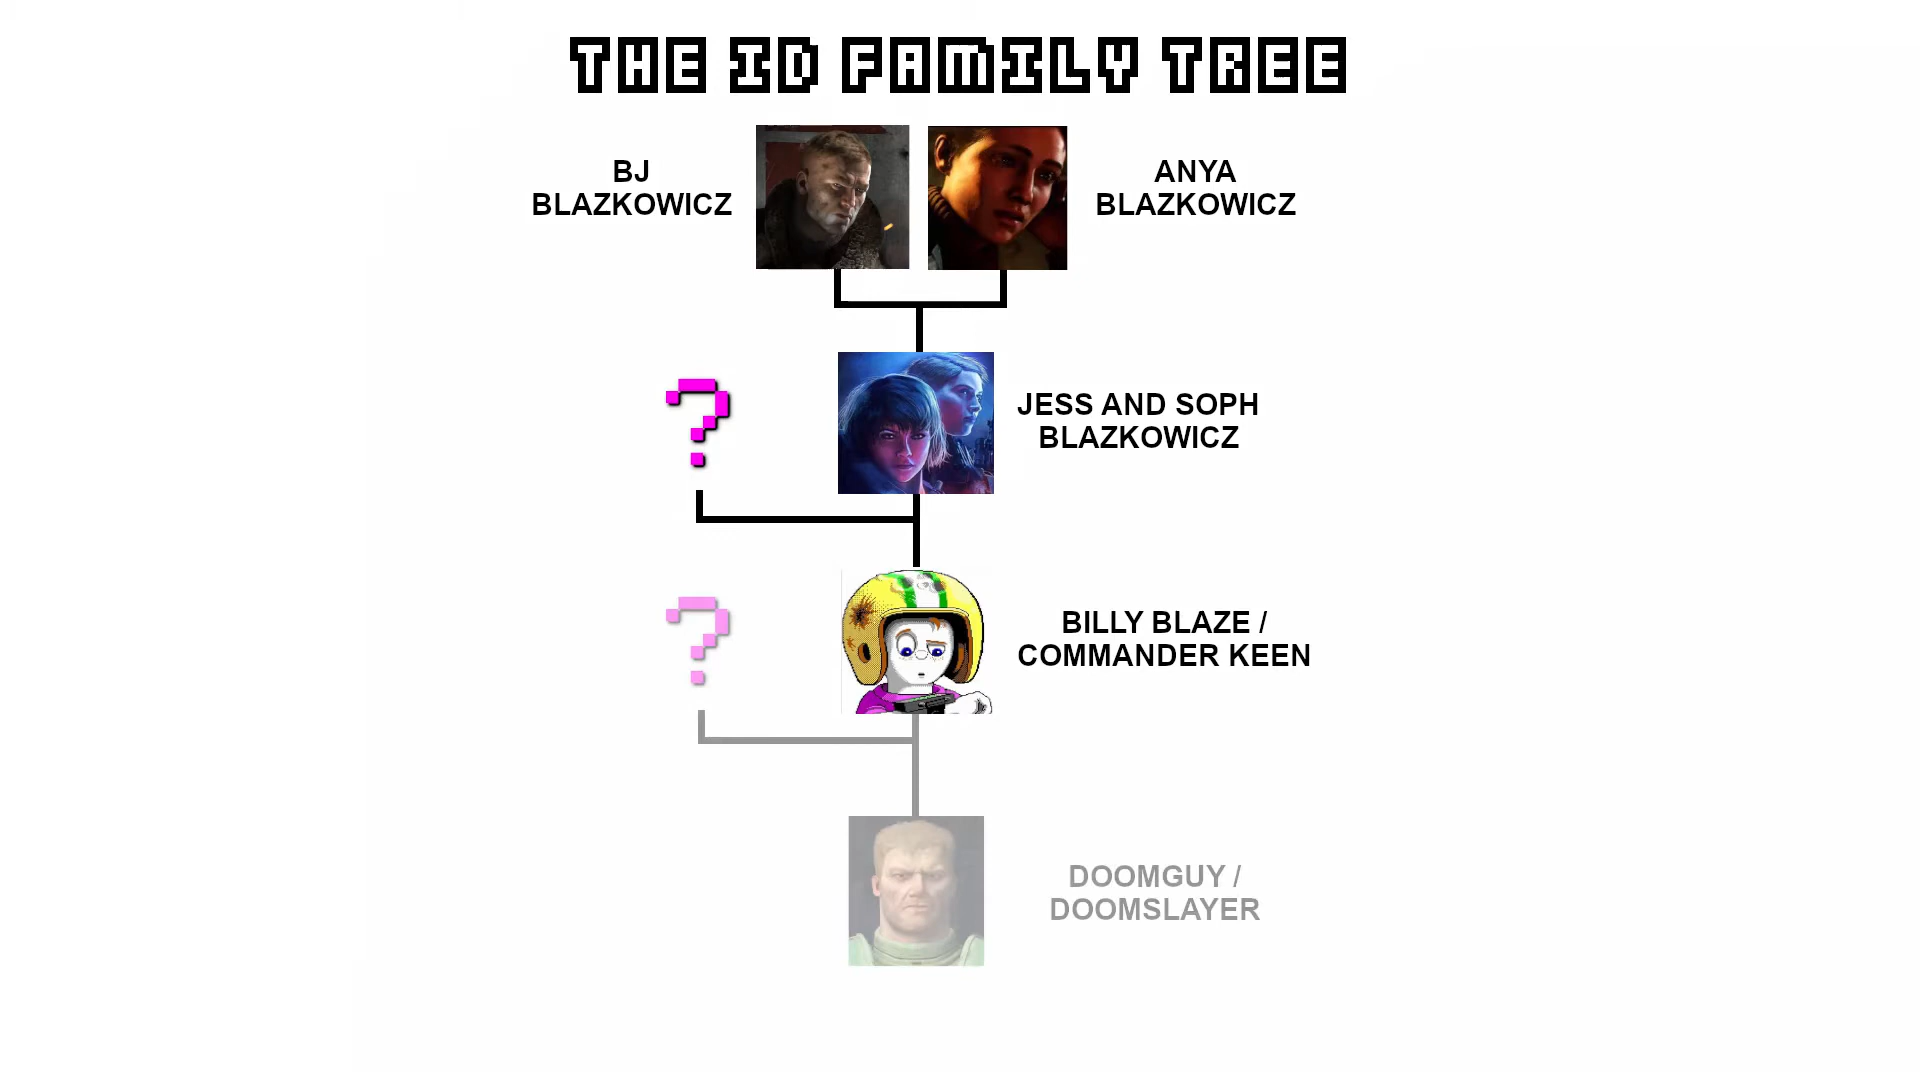 THE ID FAMILY TREE
BJ
BLAZKOWICZ
ANYA
BLAZKOWICZ
?
JESS AND SOPH
BLAZKOWICZ
?
BILLY BLAZE /
COMMANDER KEEN
DOOMGUY /
DOOMSLAYER